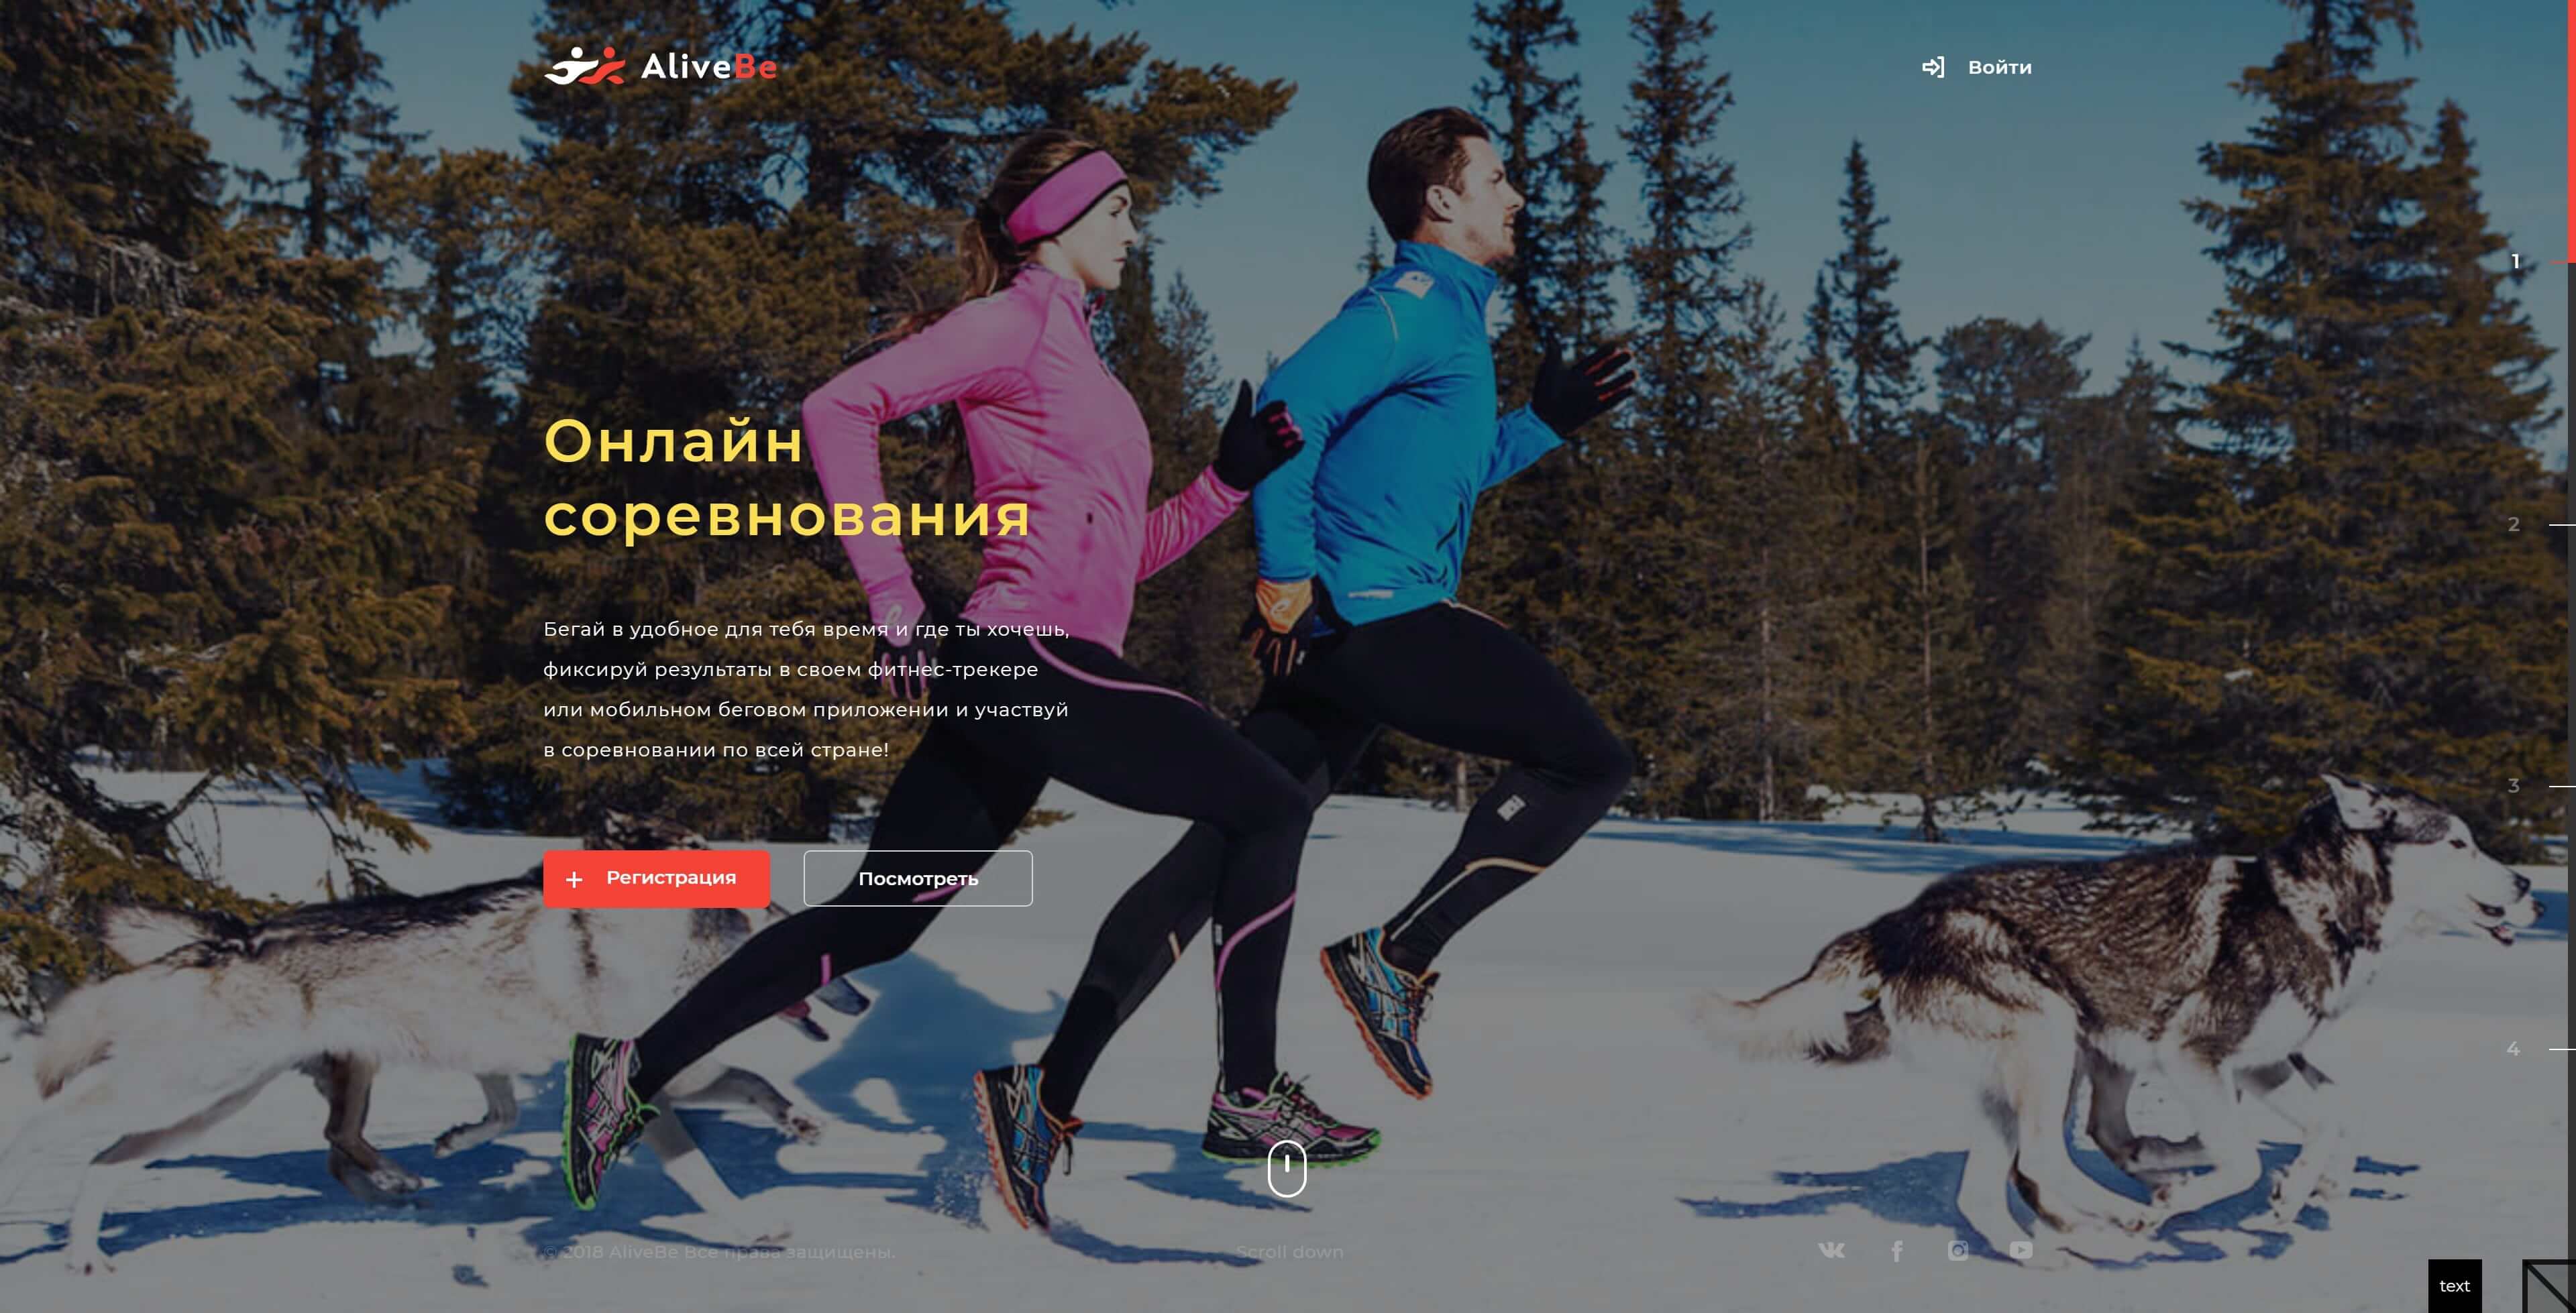 AliveBe
Войти
1
Онлайн
соревнования
2
Бегай в удобное для тебя время и где ты хочешь,
фиксируй результаты в своем фитнес-трекере
или мобильном беговом приложении и участвуй
в соревновании по всей стране!
3
+ Регистрация
Посмотреть
4
© 2018 AliveBe Все права защищены.
Scroll down
text